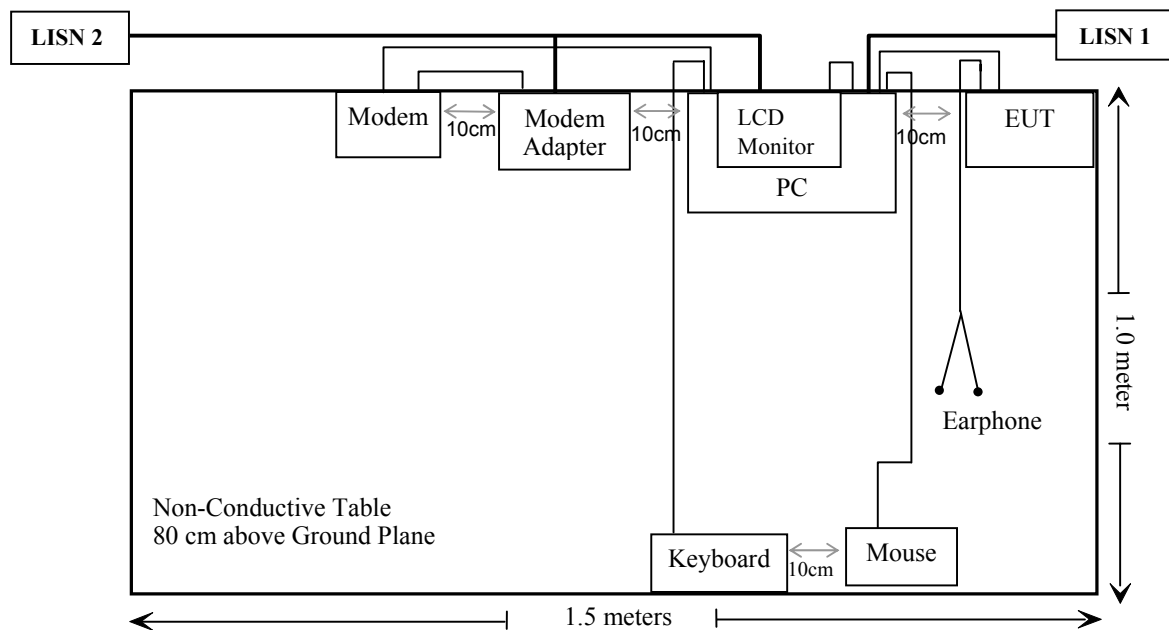 LISN 2
LISN 1
Modem
10cm
Modem
Adapter
10cm
LCD
Monitor
PC
10cm
EUT
Earphone
1.0 meter
Non-Conductive Table
80 cm above Ground Plane
Keyboard
10cm
Mouse
1.5 meters